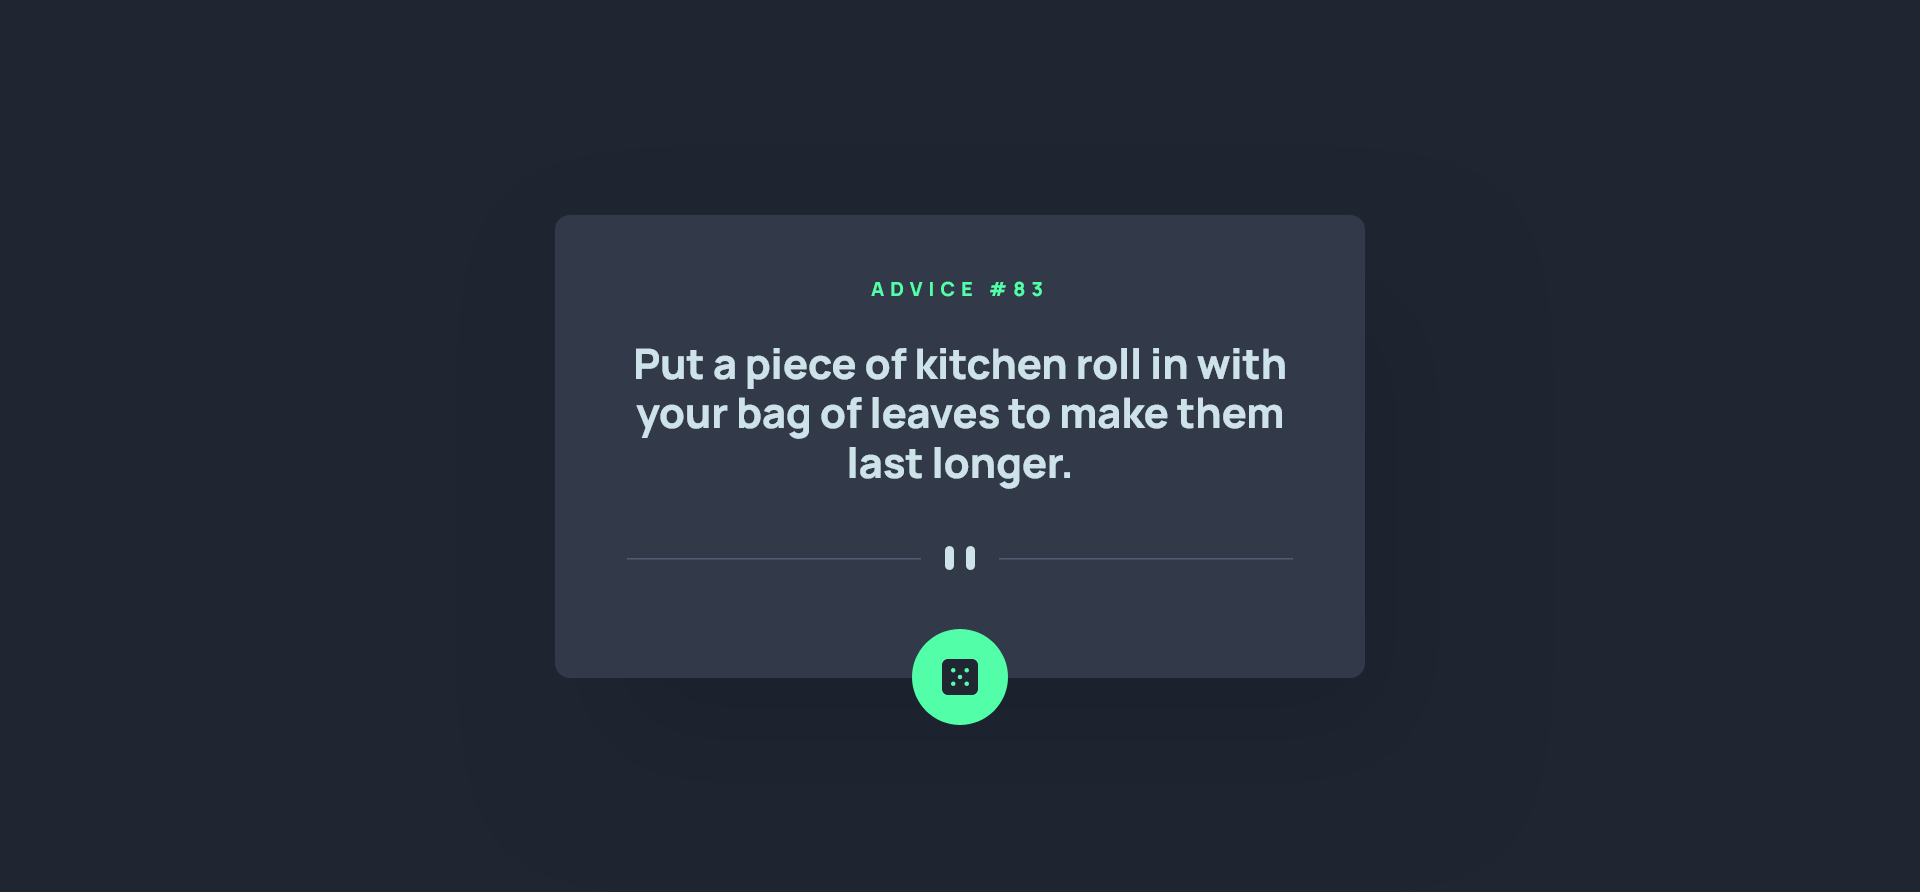 ADVICE #83
Put a piece of kitchen roll in with
your bag of leaves to make them
last longer.